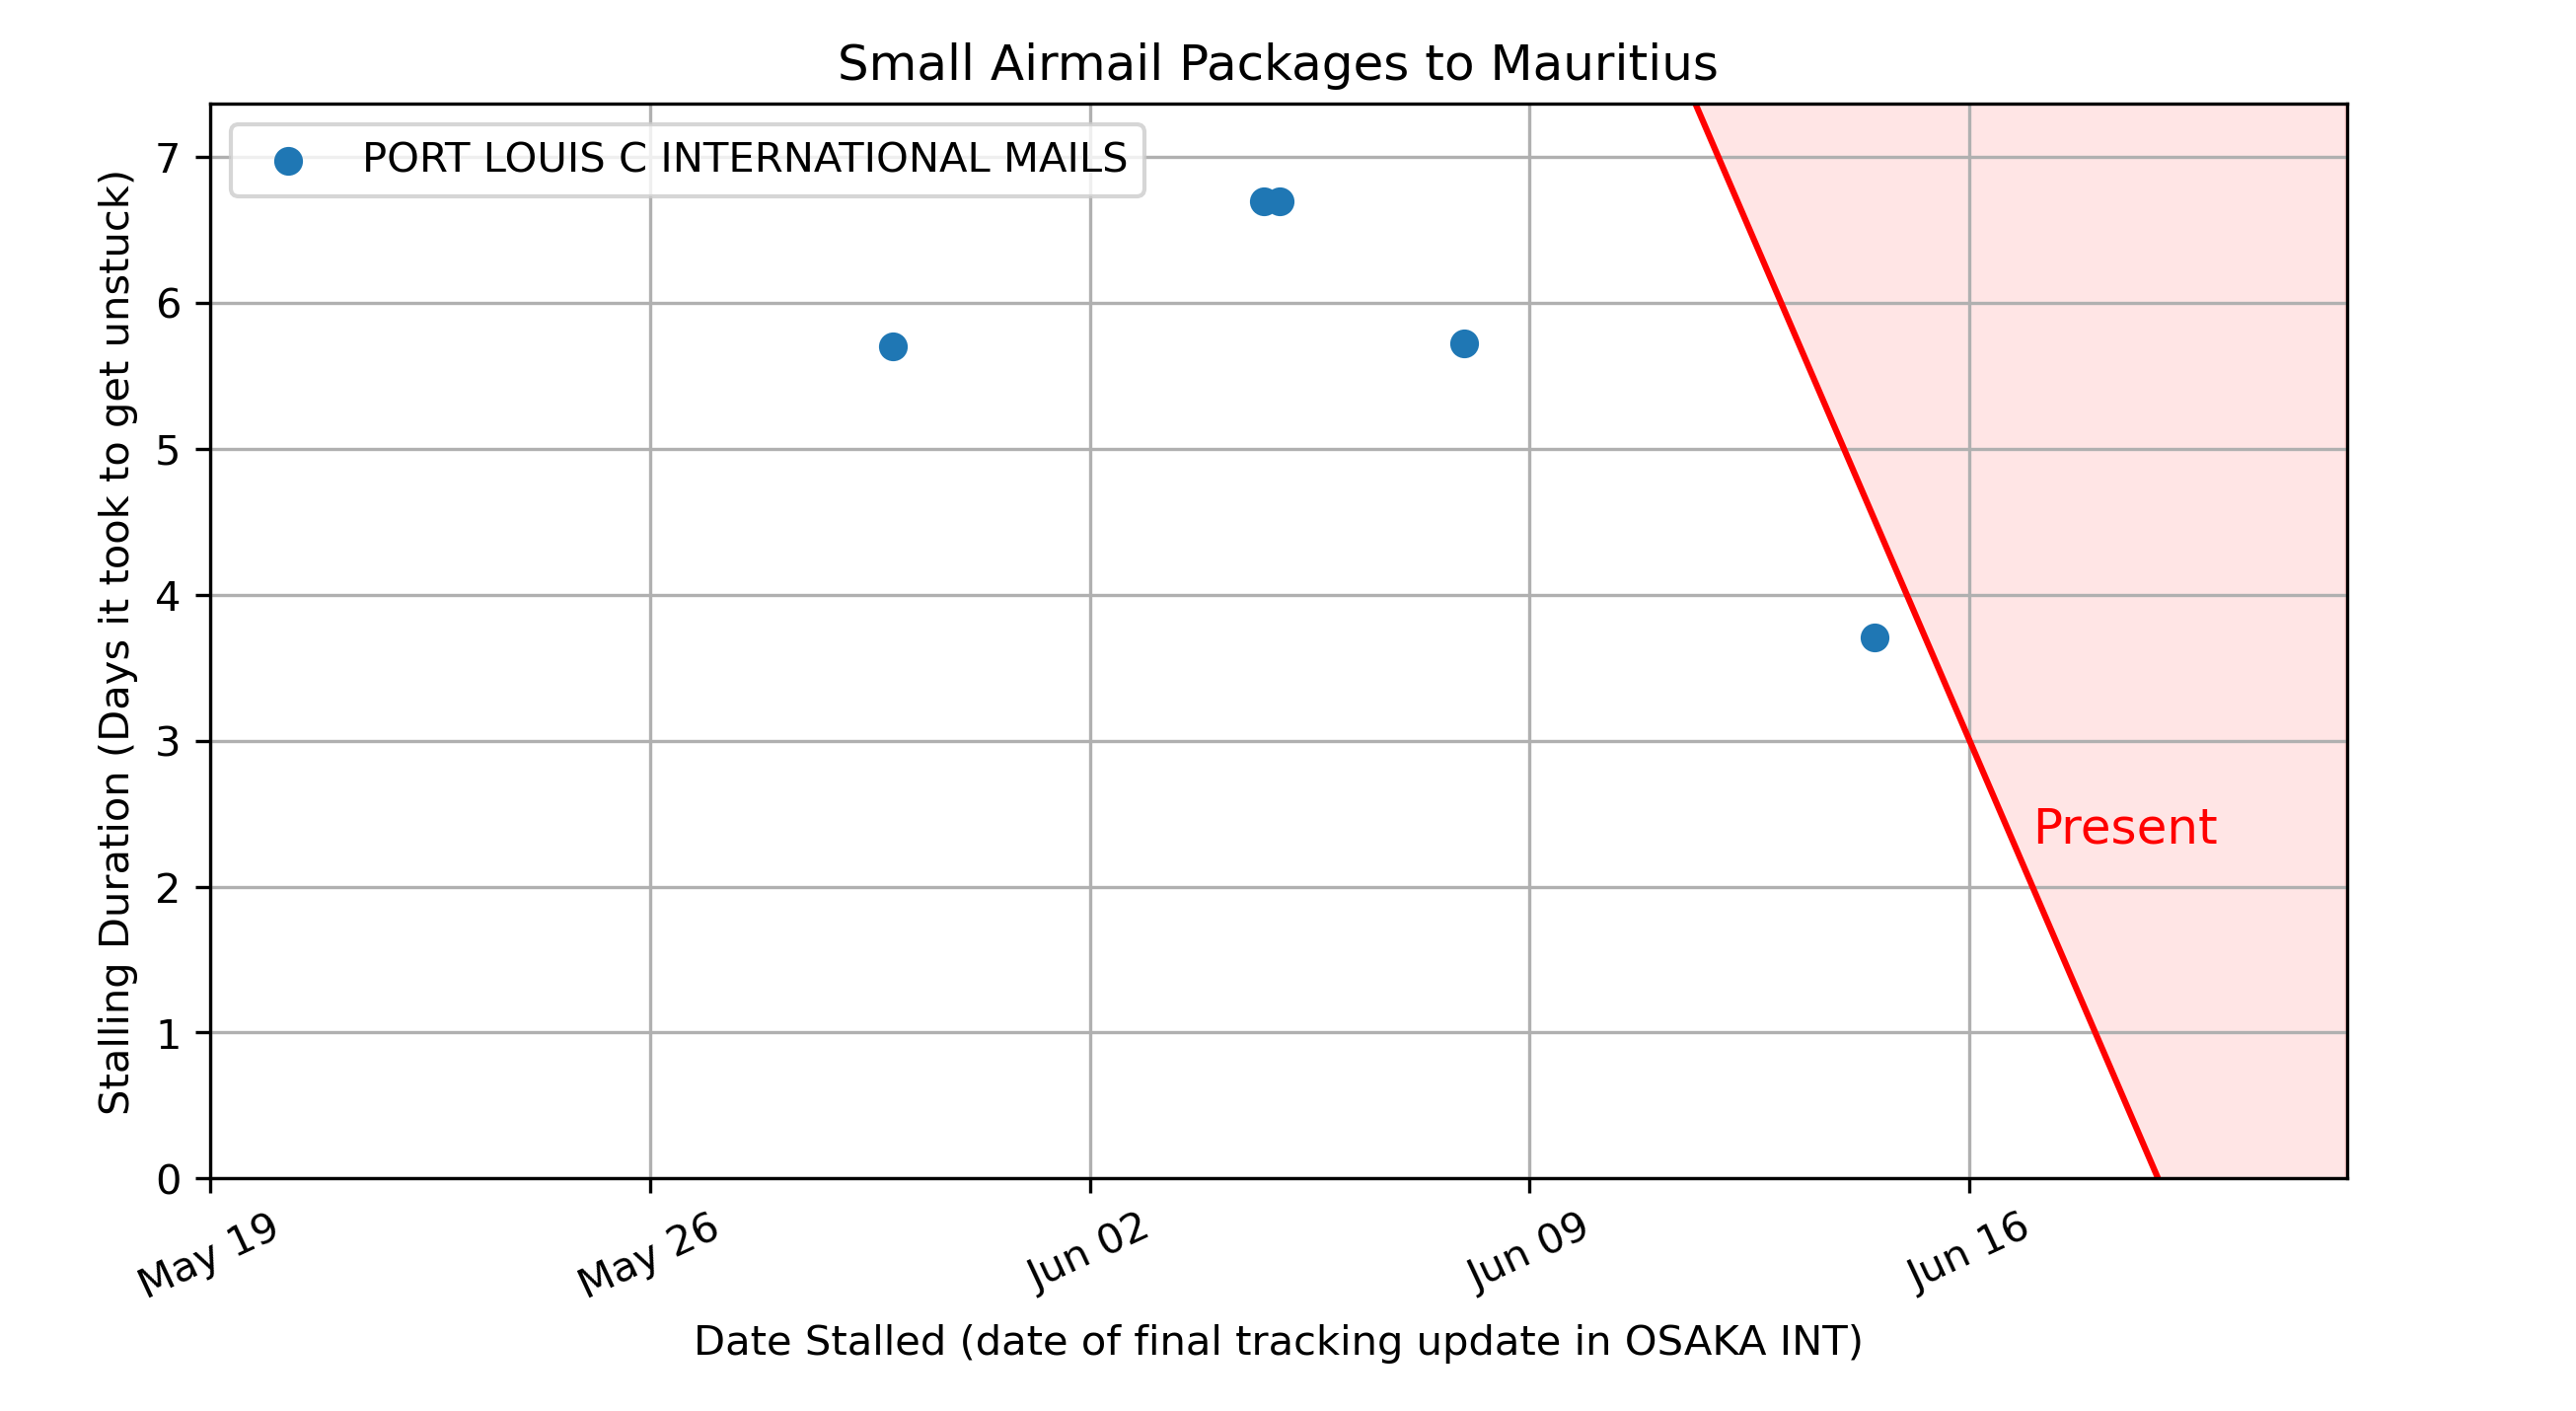 Small Airmail Packages to Mauritius
PORT LOUIS C INTERNATIONAL MAILS
Stalling Duration (Days it took to get unstuck)
7
6
5
4
3
2
1
0
Present
May 19
May 26
Jun 02
Jun 09
Jun 16
Date Stalled (date of final tracking update in OSAKA INT)